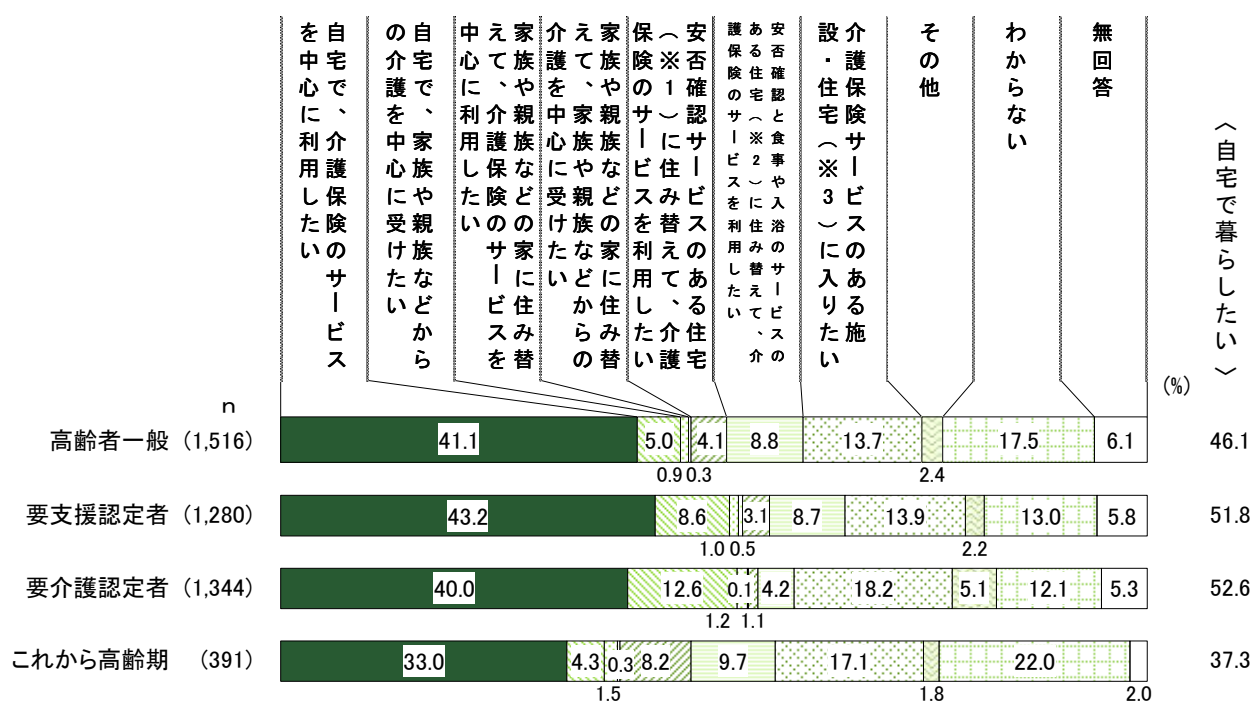 自宅で、介護保険のサービス
を中心に利用したい
自宅で、家族や親族などから
の介護を中心に受けたい
家族や親族などの家に住み替
えて、介護保険のサービスを
中心に利用したい
家族や親族などの家に住み替
えて、家族や親族などからの
介護を中心に受けたい
安否確認サービスのある住宅
（※１）に住み替えて、介護
保険のサービスを利用したい
安否確認と食事や入浴のサービスの
ある住宅（※２）に住み替えて、介
護保険のサービスを利用したい
介護保険サービスのある施
設・住宅（※３）に入りたい
その他
わからない
無回答
〈自宅で暮らしたい〉
(%)
n
高齢者一般 (1,516) 41.1 5.0 4.1 8.8 13.7 17.5 6.1 46.1
0.9 0.3 2.4
要支援認定者 (1,280) 43.2 8.6 3.1 8.7 13.9 13.0 5.8 51.8
1.0 0.5 2.2
要介護認定者 (1,344) 40.0 12.6 0.1 4.2 18.2 5.1 12.1 5.3 52.6
1.2 1.1
これから高齢期 (391) 33.0 4.3 0.3 8.2 9.7 17.1 22.0 37.3
1.5 1.8 2.0